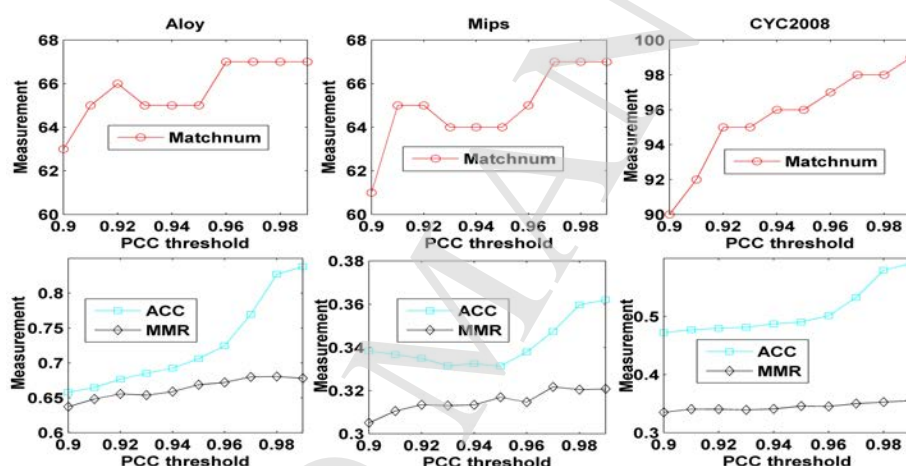 Aloy
68
66
64
62
60
0.9 0.92 0.94 0.96 0.98
Measurement
PCC threshold
Matchnum
Mips
68
66
64
62
60
0.9 0.92 0.94 0.96 0.98
Measurement
PCC threshold
Matchnum
CYC2008
100
98
96
94
92
90
0.9 0.92 0.94 0.96 0.98
Measurement
PCC threshold
Matchnum
0.8
0.75
0.7
0.65
0.6
0.9 0.92 0.94 0.96 0.98
Measurement
PCC threshold
ACC
MMR
0.38
0.36
0.34
0.32
0.3
0.9 0.92 0.94 0.96 0.98
Measurement
PCC threshold
ACC
MMR
0.5
0.4
0.3
0.9 0.92 0.94 0.96 0.98
Measurement
PCC threshold
ACC
MMR